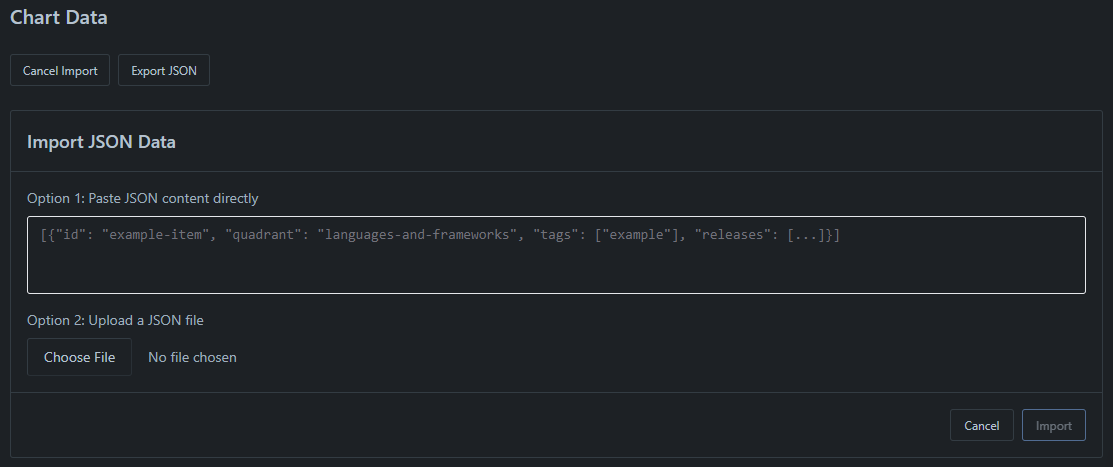 Chart Data
Cancel Import Export JSON
Import JSON Data
Option 1: Paste JSON content directly
[{"id": "example-item", "quadrant": "languages-and-frameworks", "tags": ["example"], "releases": [...]}]
Option 2: Upload a JSON file
Choose File No file chosen
Cancel Import